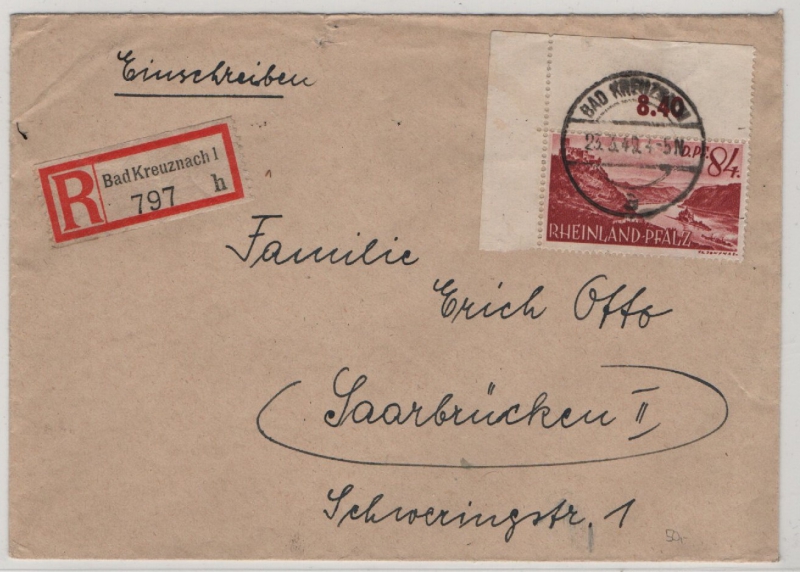 Einschreiben
R
Bad Kreuznach 1
797 h
BAD KREUZNACH
8.40
D.PF. 84
RHEINLAND-PFALZ
Familie
Erich Otto
Saarbrücken II
Schweringstr. 1
50,-